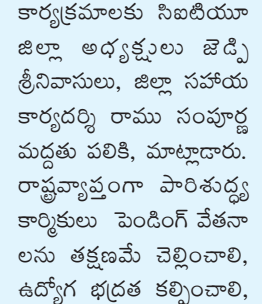 కార్యక్రమాలకు సిఐటియూ
జిల్లా అధ్యక్షులు జెడ్పి
శ్రీనివాసులు, జిల్లా సహాయ
కార్యదర్శి రాము సంపూర్ణ
మద్దతు పలికి, మాట్లాడారు.
రాష్ట్రవ్యాప్తంగా పారిశుద్ధ్య
కార్మికులు పెండింగ్ వేతనా
లను తక్షణమే చెల్లించాలి,
ఉద్యోగ భద్రత కల్పించాలి,